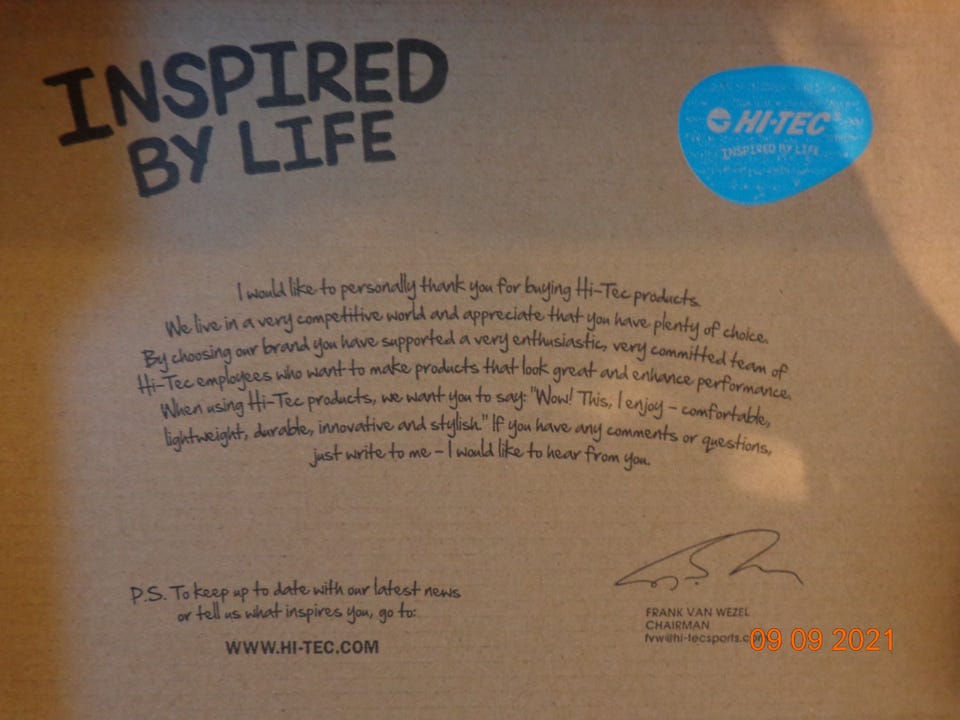 INSPIRED
BY LIFE
HI-TEC
INSPIRED BY LIFE
I would like to personally thank you for buying Hi-Tec products.
We live in a very competitive world and appreciate that you have plenty of choice.
By choosing our brand you have supported a very enthusiastic, very committed team of
Hi-Tec employees who want to make products that look great and enhance performance.
When using Hi-Tec products, we want you to say: "Wow! This, I enjoy – comfortable,
lightweight, durable, innovative and stylish." If you have any comments or questions,
just write to me – I would like to hear from you.
P.S. To keep up to date with our latest news
or tell us what inspires you, go to:
WWW.HI-TEC.COM
FRANK VAN WEZEL
CHAIRMAN
fvw@hi-tecsports.com
09 09 2021